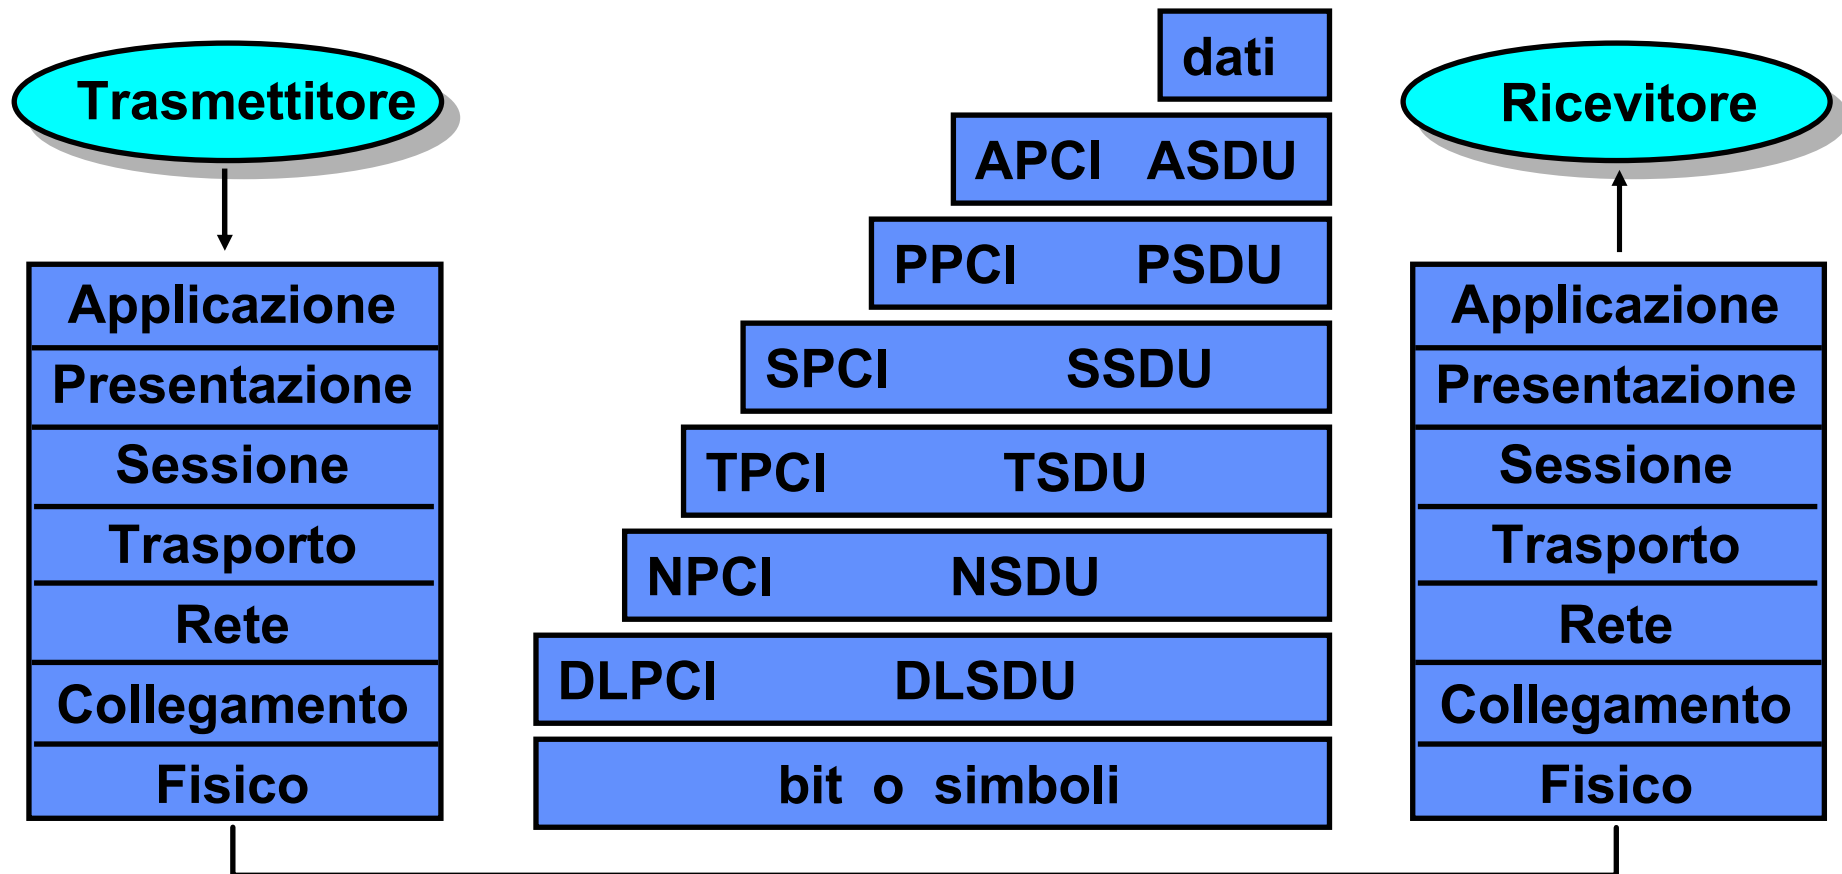 Trasmettitore
Applicazione
Presentazione
Sessione
Trasporto
Rete
Collegamento
Fisico
dati
APCI ASDU
PPCI PSDU
SPCI SSDU
TPCI TSDU
NPCI NSDU
DLPCI DLSDU
bit o simboli
Ricevitore
Applicazione
Presentazione
Sessione
Trasporto
Rete
Collegamento
Fisico